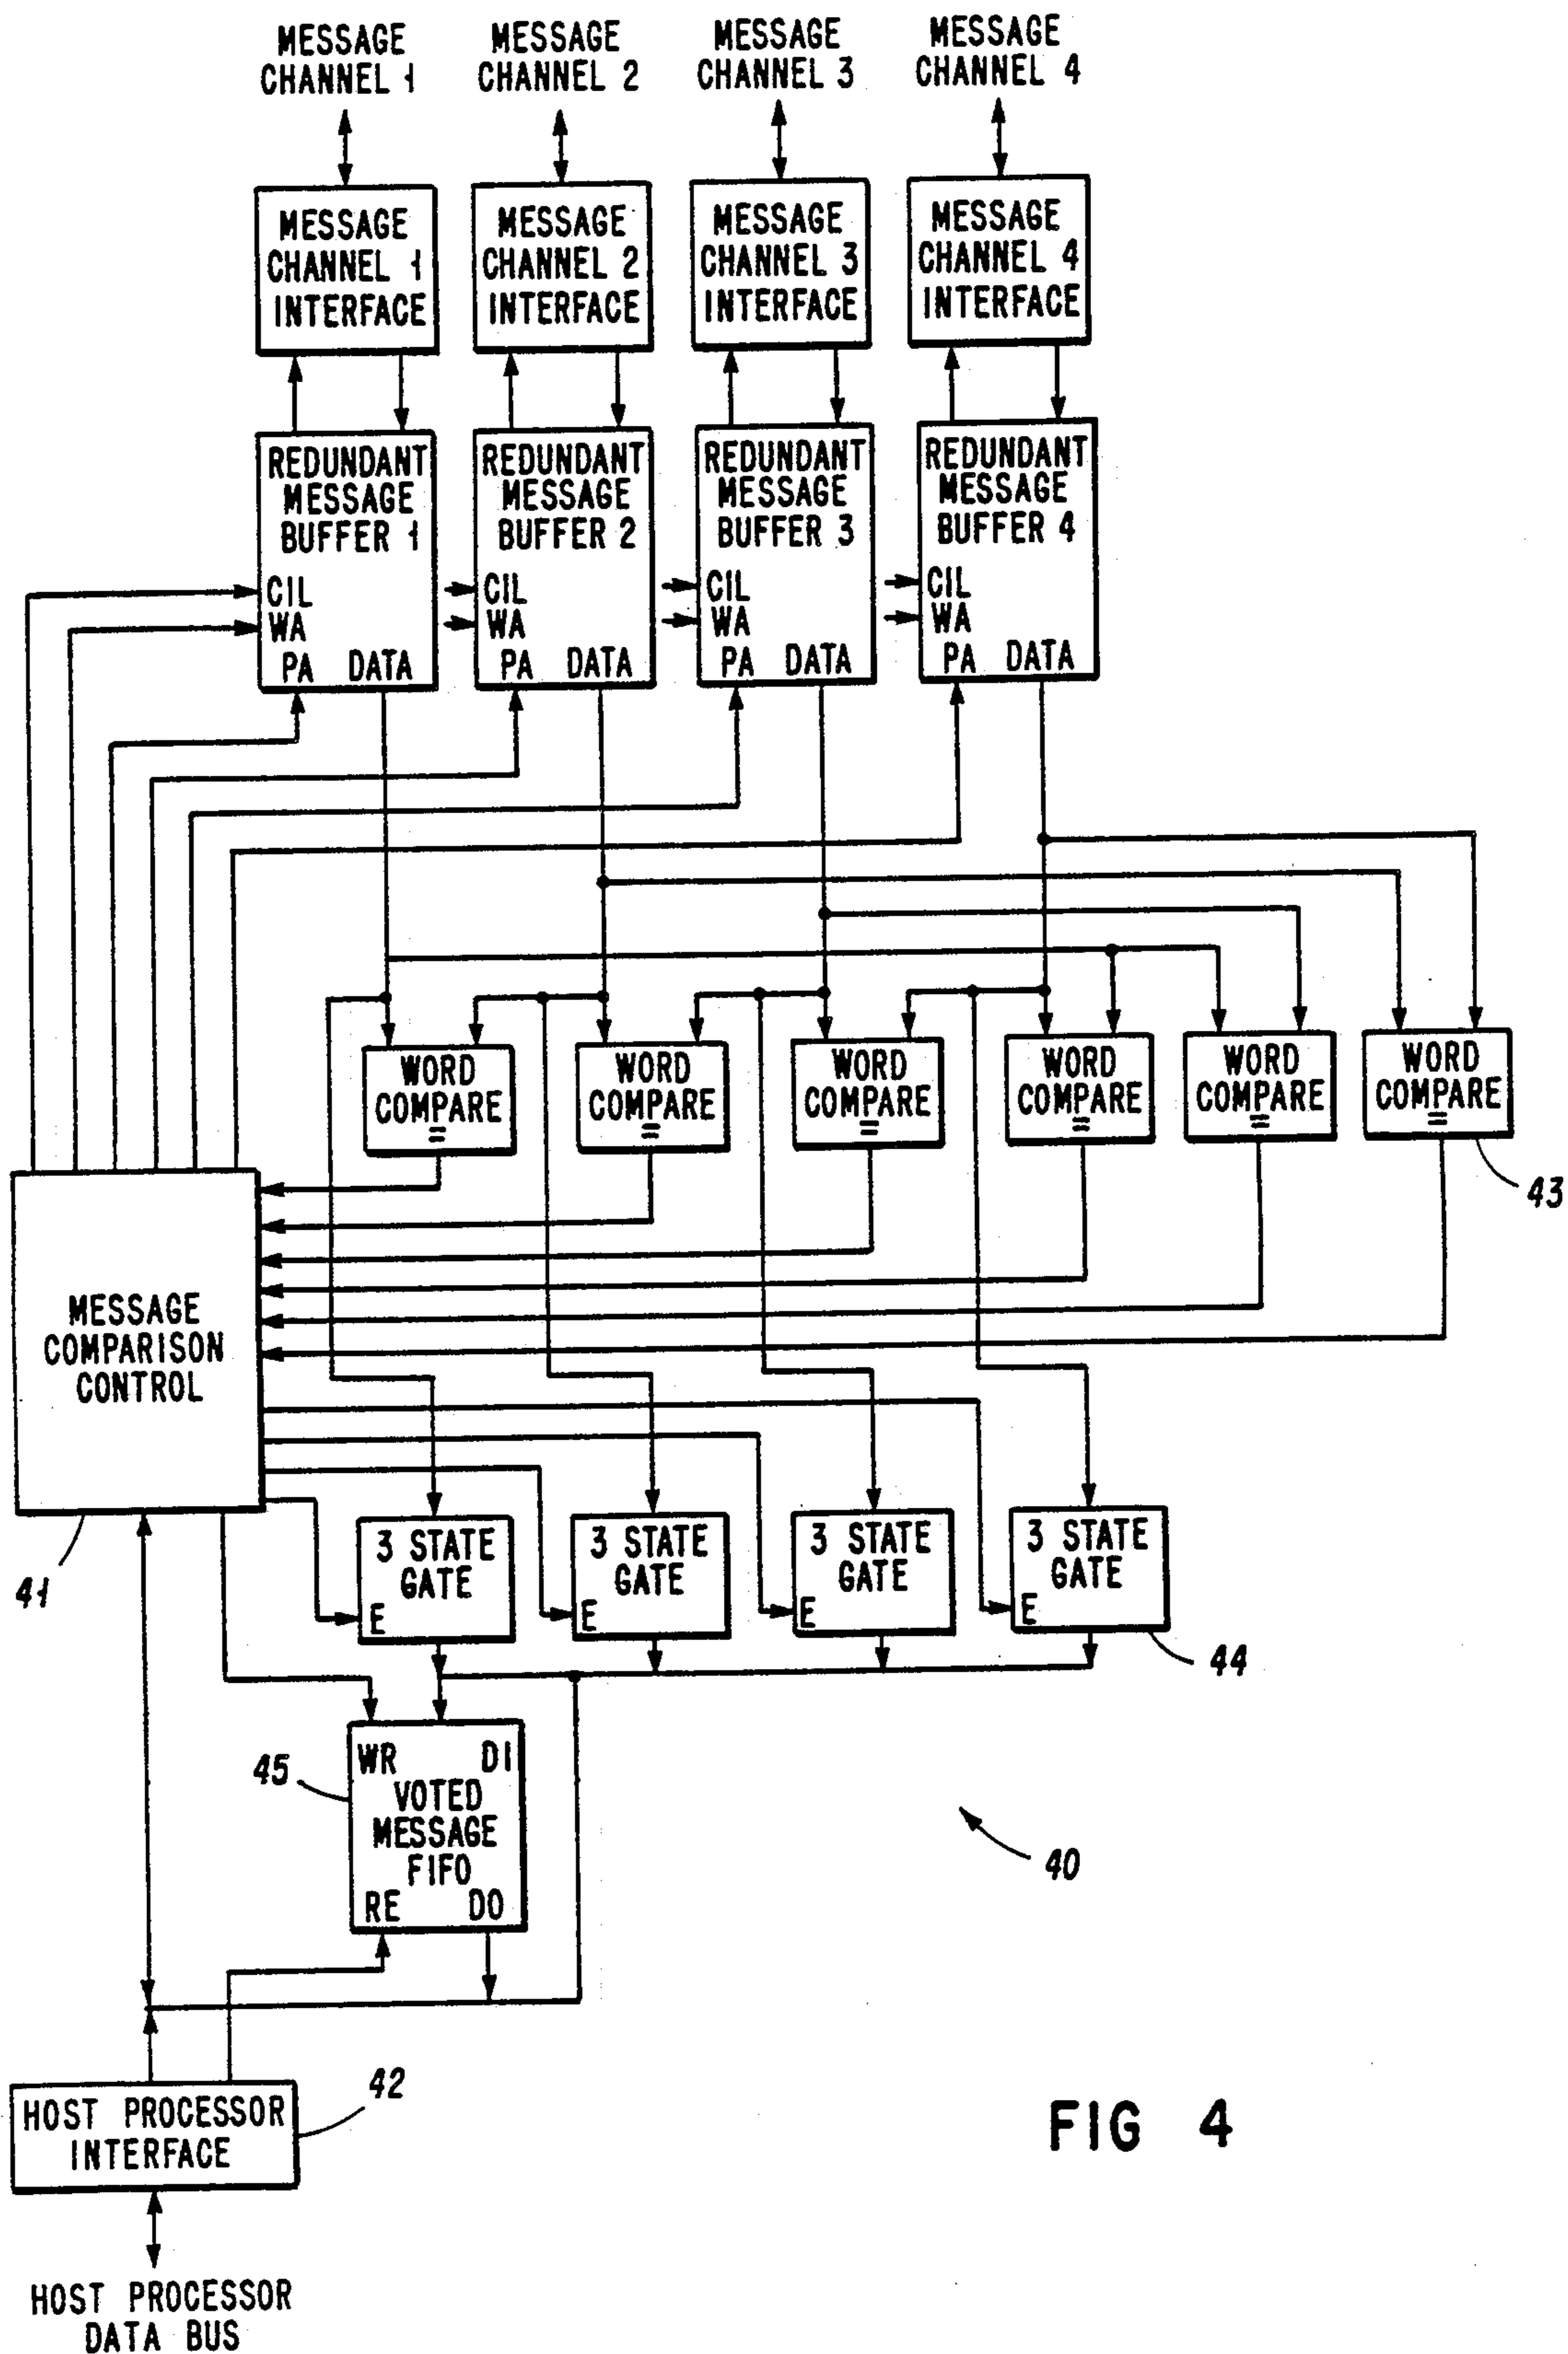 MESSAGE
CHANNEL 1
MESSAGE
CHANNEL 2
MESSAGE
CHANNEL 3
MESSAGE
CHANNEL 4
MESSAGE
CHANNEL 1
INTERFACE
MESSAGE
CHANNEL 2
INTERFACE
MESSAGE
CHANNEL 3
INTERFACE
MESSAGE
CHANNEL 4
INTERFACE
REDUNDANT
MESSAGE
BUFFER 1
CIL
WA
PA DATA
REDUNDANT
MESSAGE
BUFFER 2
CIL
WA
PA DATA
REDUNDANT
MESSAGE
BUFFER 3
CIL
WA
PA DATA
REDUNDANT
MESSAGE
BUFFER 4
CIL
WA
PA DATA
WORD
COMPARE
=
WORD
COMPARE
=
WORD
COMPARE
=
WORD
COMPARE
=
WORD
COMPARE
=
WORD
COMPARE
=
43
MESSAGE
COMPARISON
CONTROL
41
3 STATE
GATE
E
3 STATE
GATE
E
3 STATE
GATE
E
3 STATE
GATE
E
44
45
WR DI
VOTED
MESSAGE
FIFO
RE DO
40
HOST PROCESSOR
INTERFACE
42
HOST PROCESSOR
DATA BUS
FIG 4